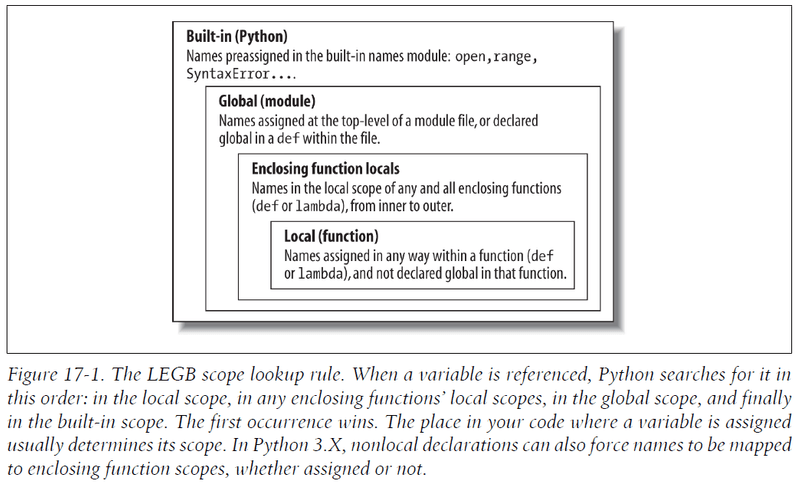 Built-in (Python)
Names preassigned in the built-in names module: open,range,
SyntaxError....
Global (module)
Names assigned at the top-level of a module file, or declared
global in a def within the file.
Enclosing function locals
Names in the local scope of any and all enclosing functions
(def or lambda), from inner to outer.
Local (function)
Names assigned in any way within a function (def
or lambda), and not declared global in that function.
Figure 17-1. The LEGB scope lookup rule. When a variable is referenced, Python searches for it in
this order: in the local scope, in any enclosing functions’ local scopes, in the global scope, and finally
in the built-in scope. The first occurrence wins. The place in your code where a variable is assigned
usually determines its scope. In Python 3.X, nonlocal declarations can also force names to be mapped
to enclosing function scopes, whether assigned or not.